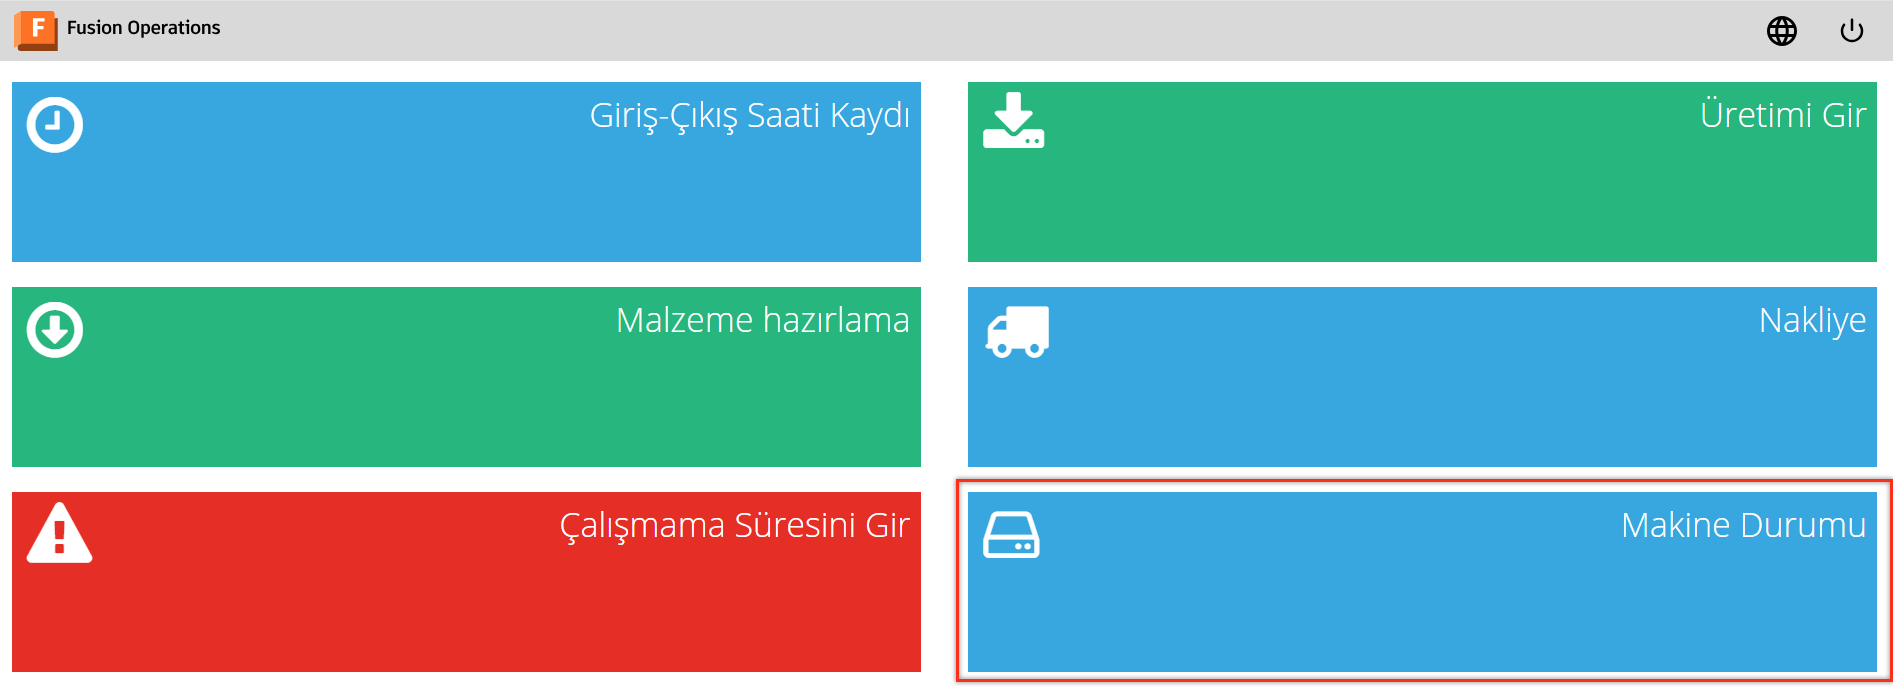 Fusion Operations
Giriş-Çıkış Saati Kaydı
Üretimi Gir
Malzeme hazırlama
Nakliye
Çalışmama Süresini Gir
Makine Durumu